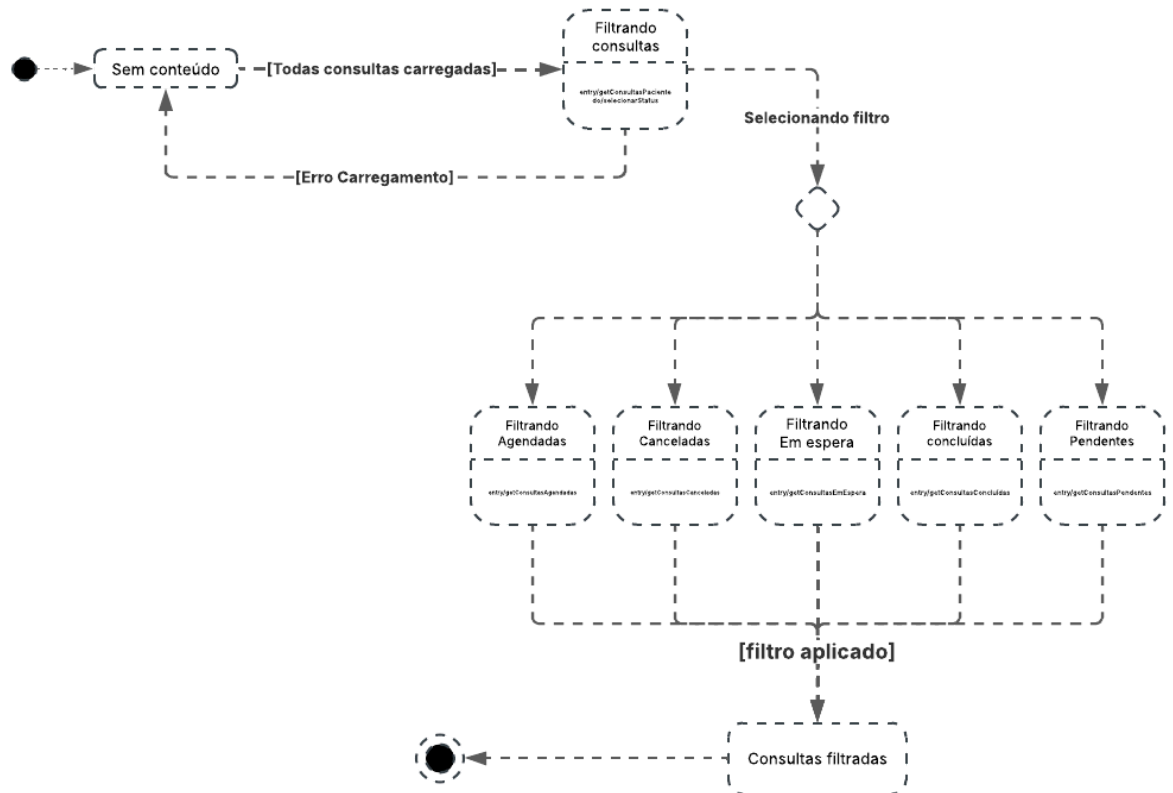 Filtrando
consultas
Sem conteúdo
[Todas consultas carregadas]
entry/getConsultasPaciente
do/selecionarStatus
Selecionando filtro
[Erro Carregamento]
Filtrando
Agendadas
entry/getConsultasAgendadas
Filtrando
Canceladas
entry/getConsultasCanceladas
Filtrando
Em espera
entry/getConsultasEmEspera
Filtrando
concluídas
entry/getConsultasConcluídas
Filtrando
Pendentes
entry/getConsultasPendentes
[filtro aplicado]
Consultas filtradas